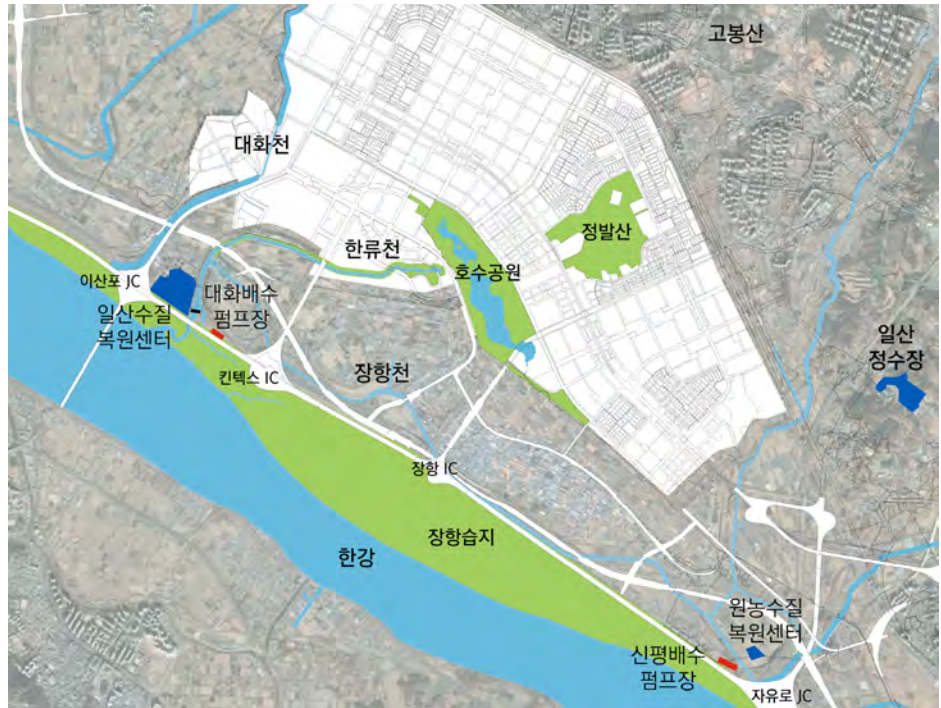 고봉산
대화천
정발산
한류천
호수공원
이산포 JC
대화배수
펌프장
일산수질
복원센터
일산
정수장
장항천
킨텍스 IC
장항 IC
장항습지
한강
원능수질
복원센터
신평배수
펌프장
자유로 JC